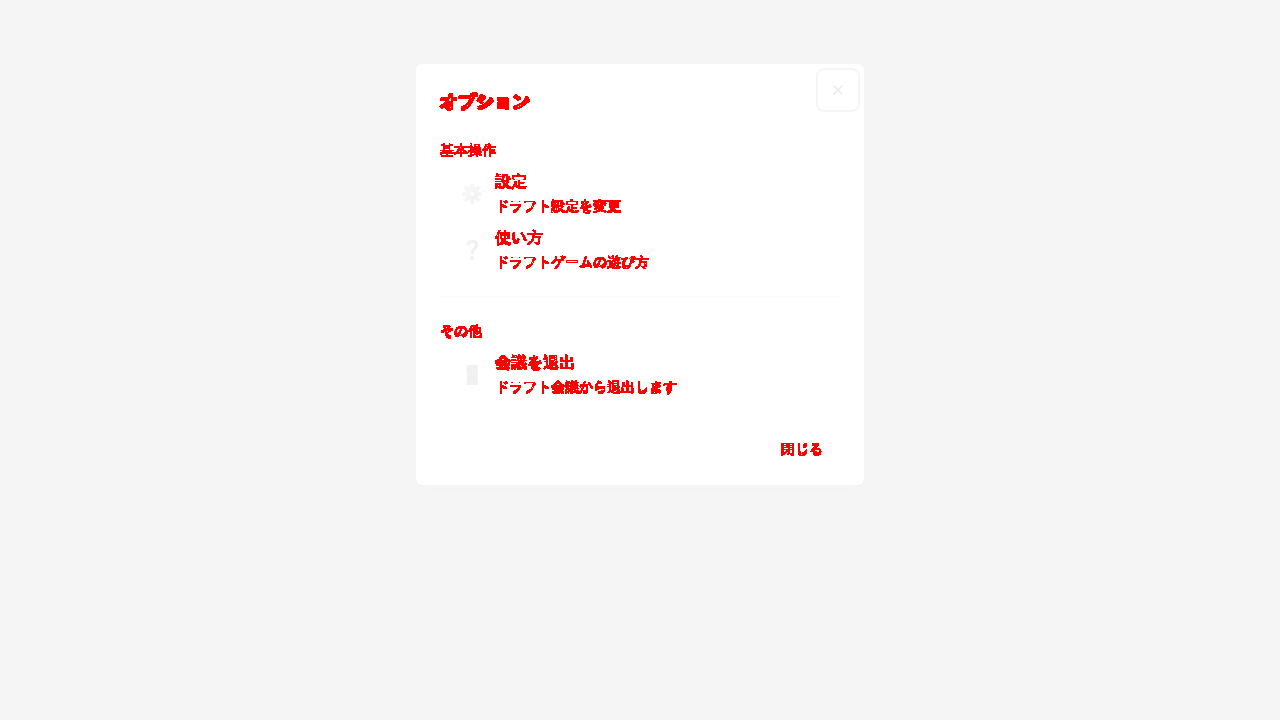 オプション
基本操作
設定
ドラフト設定を変更
使い方
ドラフトゲームの遊び方
その他
会議を退出
ドラフト会議から退出します
閉じる